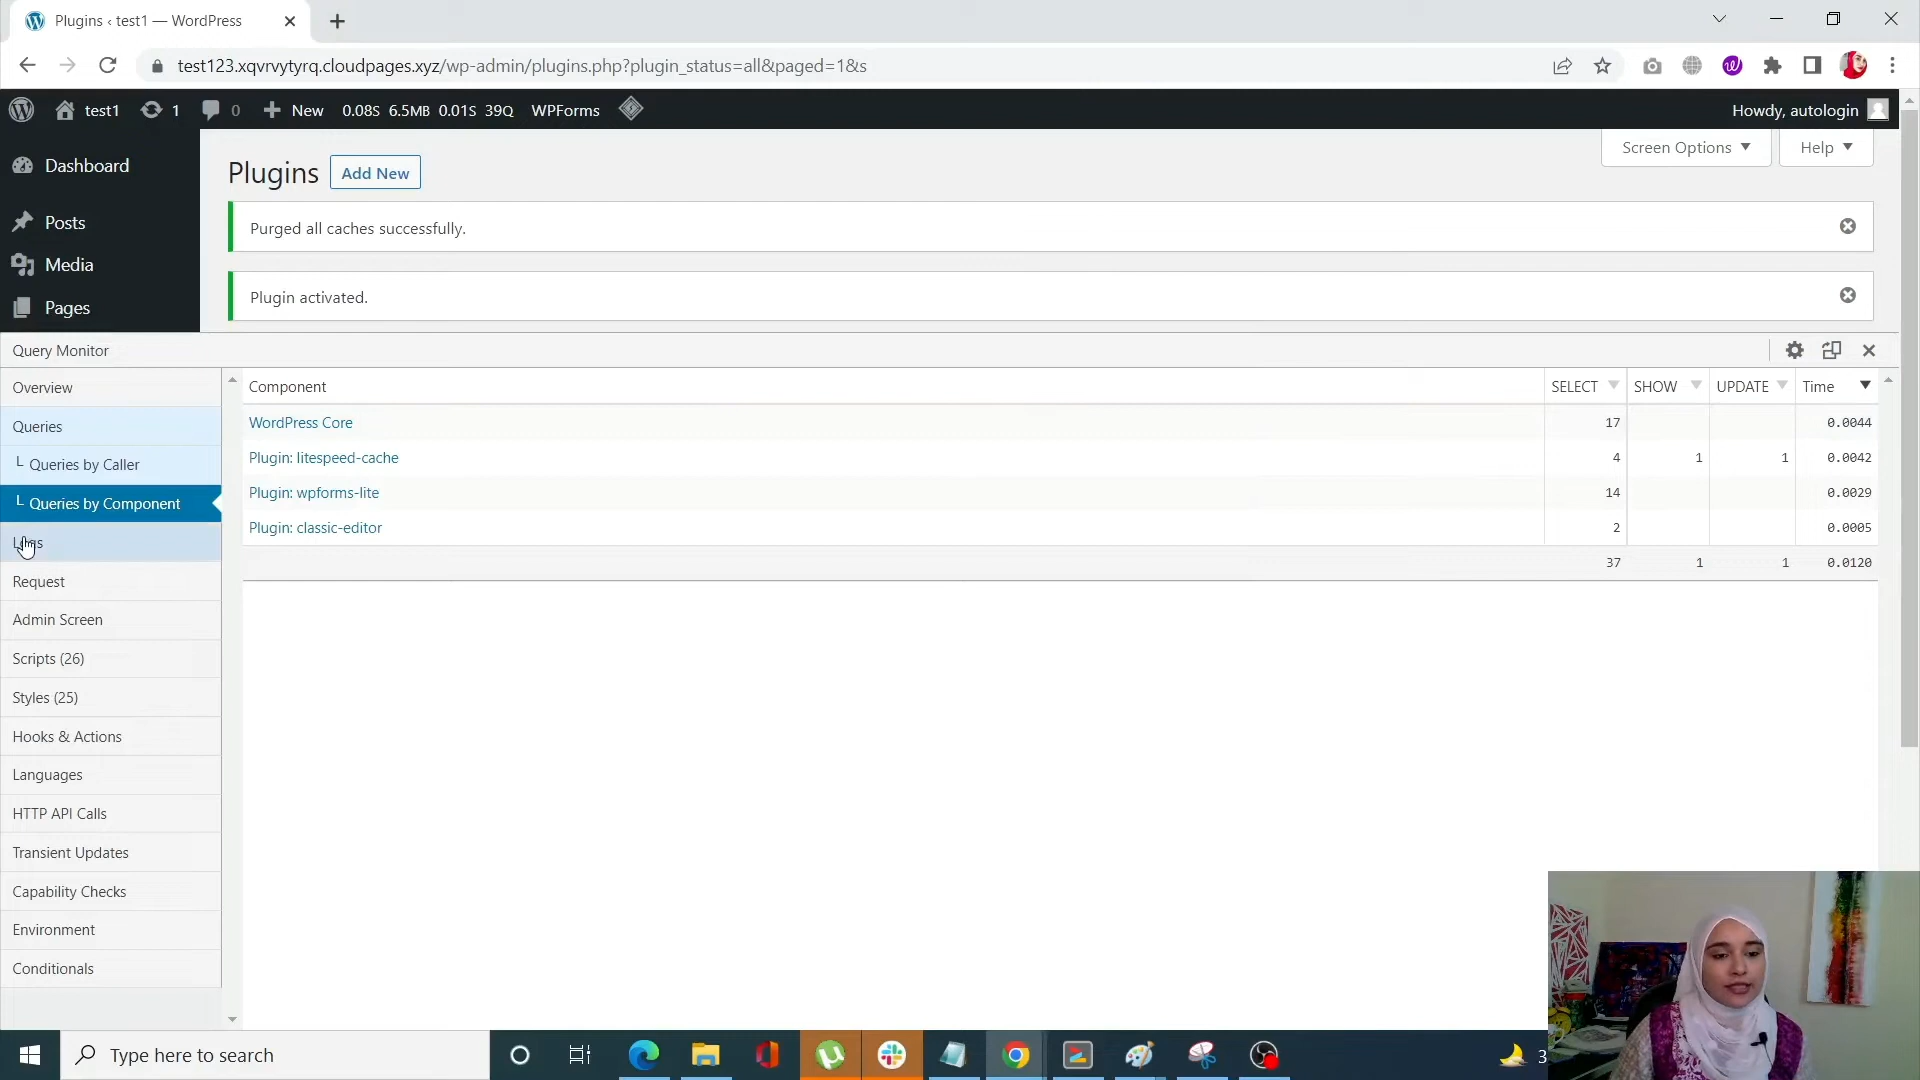 Plugins ‹ test1 — WordPress
test123.xqvrvytyrq.cloudpages.xyz/wp-admin/plugins.php?plugin_status=all&paged=1&s
test1 1 0 New 0.08S 6.5MB 0.01S 39Q WPForms Howdy, autologin
Dashboard
Posts
Media
Pages
Plugins Add New Screen Options Help
Purged all caches successfully.
Plugin activated.
Query Monitor
Overview
Queries
Queries by Caller
Queries by Component
Request
Admin Screen
Scripts (26)
Styles (25)
Hooks & Actions
Languages
HTTP API Calls
Transient Updates
Capability Checks
Environment
Conditionals
Component SELECT SHOW UPDATE Time
WordPress Core 17 0.0044
Plugin: litespeed-cache 4 1 1 0.0042
Plugin: wpforms-lite 14 0.0029
Plugin: classic-editor 2 0.0005
37 1 1 0.0120
Type here to search
3